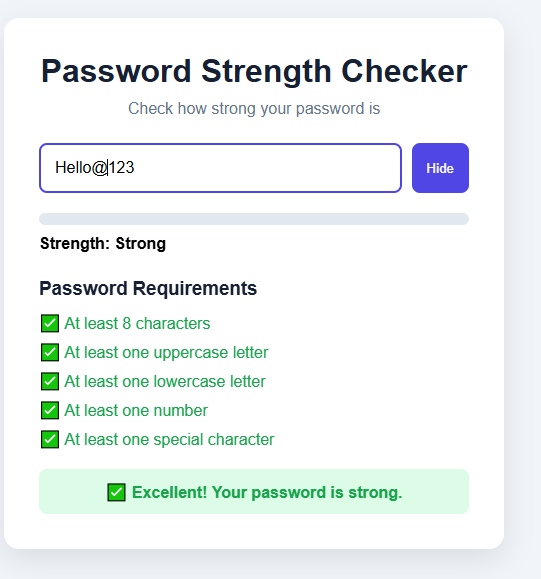 Password Strength Checker
Check how strong your password is
Hello@123 Hide
Strength: Strong
Password Requirements
✅ At least 8 characters
✅ At least one uppercase letter
✅ At least one lowercase letter
✅ At least one number
✅ At least one special character
✅ Excellent! Your password is strong.